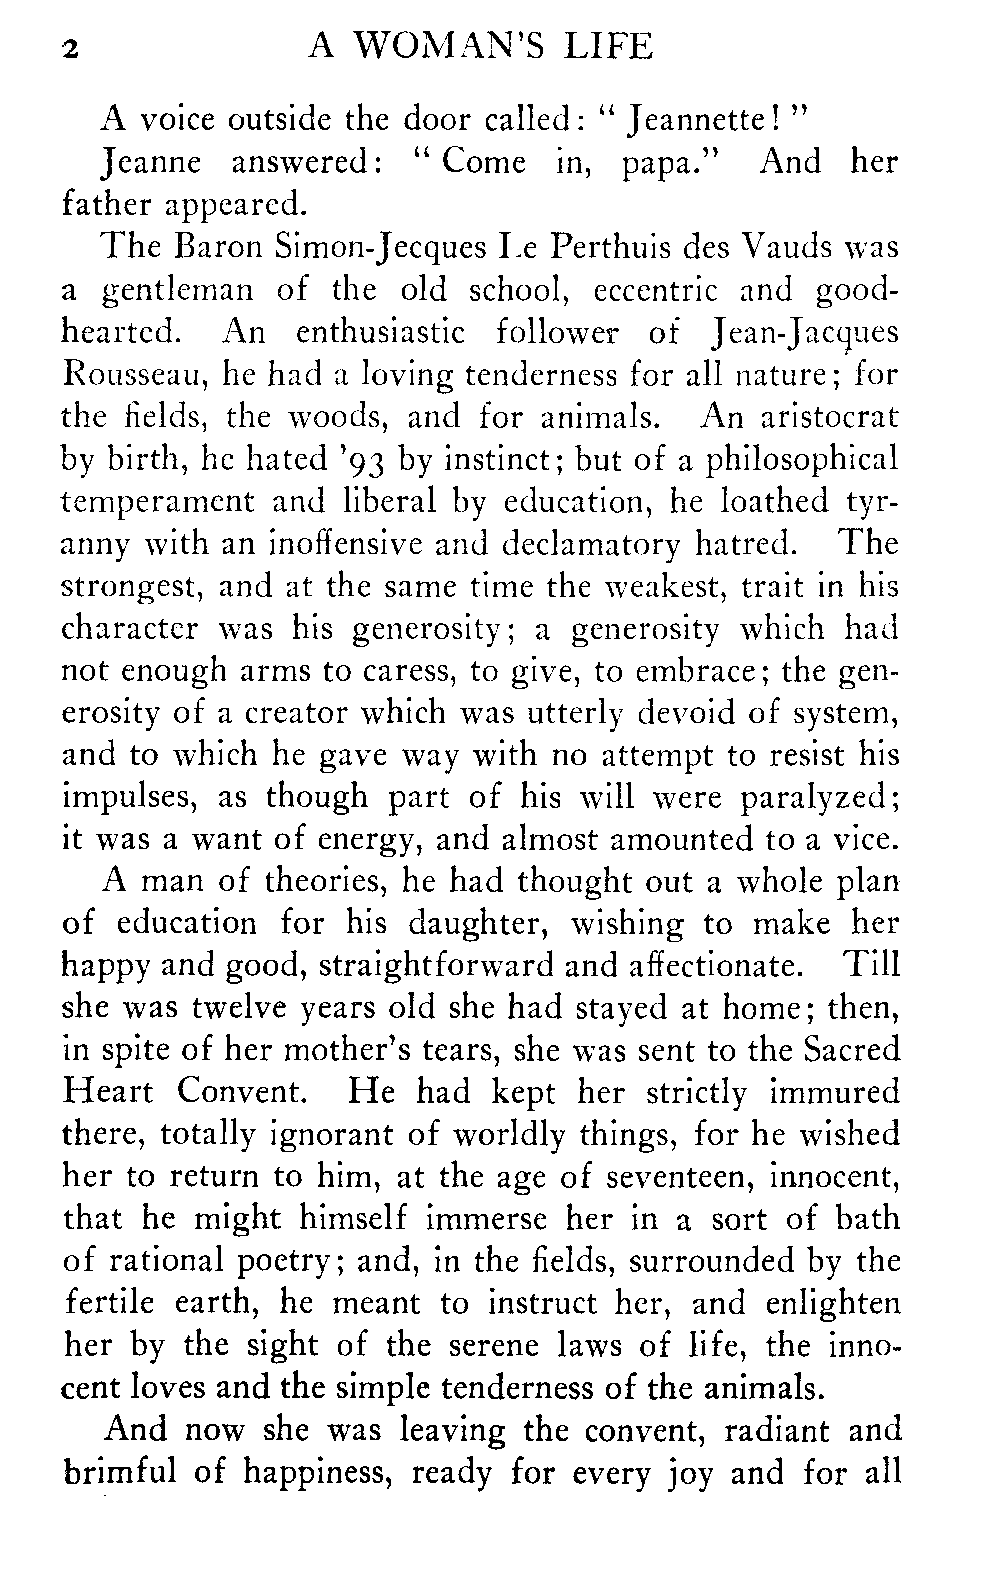 2 A WOMAN'S LIFE
A voice outside the door called: " Jeannette! "
Jeanne answered: " Come in, papa." And her
father appeared.
The Baron Simon-Jecques Le Perthuis des Vauds was
a gentleman of the old school, eccentric and good-
hearted. An enthusiastic follower of Jean-Jacques
Rousseau, he had a loving tenderness for all nature; for
the fields, the woods, and for animals. An aristocrat
by birth, he hated '93 by instinct; but of a philosophical
temperament and liberal by education, he loathed tyr-
anny with an inoffensive and declamatory hatred. The
strongest, and at the same time the weakest, trait in his
character was his generosity; a generosity which had
not enough arms to caress, to give, to embrace; the gen-
erosity of a creator which was utterly devoid of system,
and to which he gave way with no attempt to resist his
impulses, as though part of his will were paralyzed;
it was a want of energy, and almost amounted to a vice.
A man of theories, he had thought out a whole plan
of education for his daughter, wishing to make her
happy and good, straightforward and affectionate. Till
she was twelve years old she had stayed at home; then,
in spite of her mother's tears, she was sent to the Sacred
Heart Convent. He had kept her strictly immured
there, totally ignorant of worldly things, for he wished
her to return to him, at the age of seventeen, innocent,
that he might himself immerse her in a sort of bath
of rational poetry; and, in the fields, surrounded by the
fertile earth, he meant to instruct her, and enlighten
her by the sight of the serene laws of life, the inno-
cent loves and the simple tenderness of the animals.
And now she was leaving the convent, radiant and
brimful of happiness, ready for every joy and for all